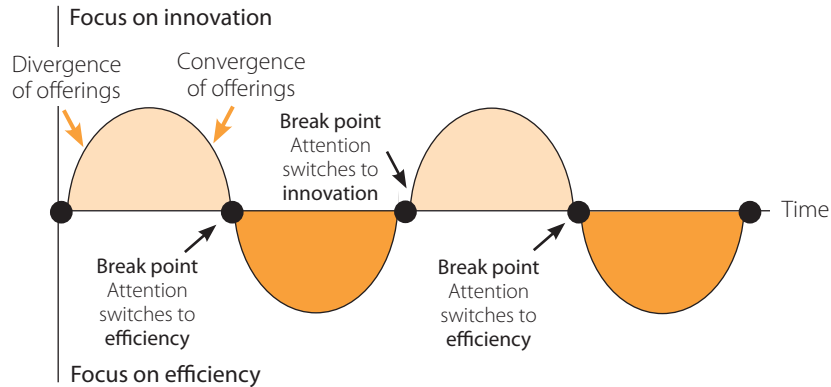 Focus on innovation
Divergence
of offerings
Convergence
of offerings
Break point
Attention
switches to
innovation
Time
Break point
Attention
switches to
efficiency
Break point
Attention
switches to
efficiency
Focus on efficiency